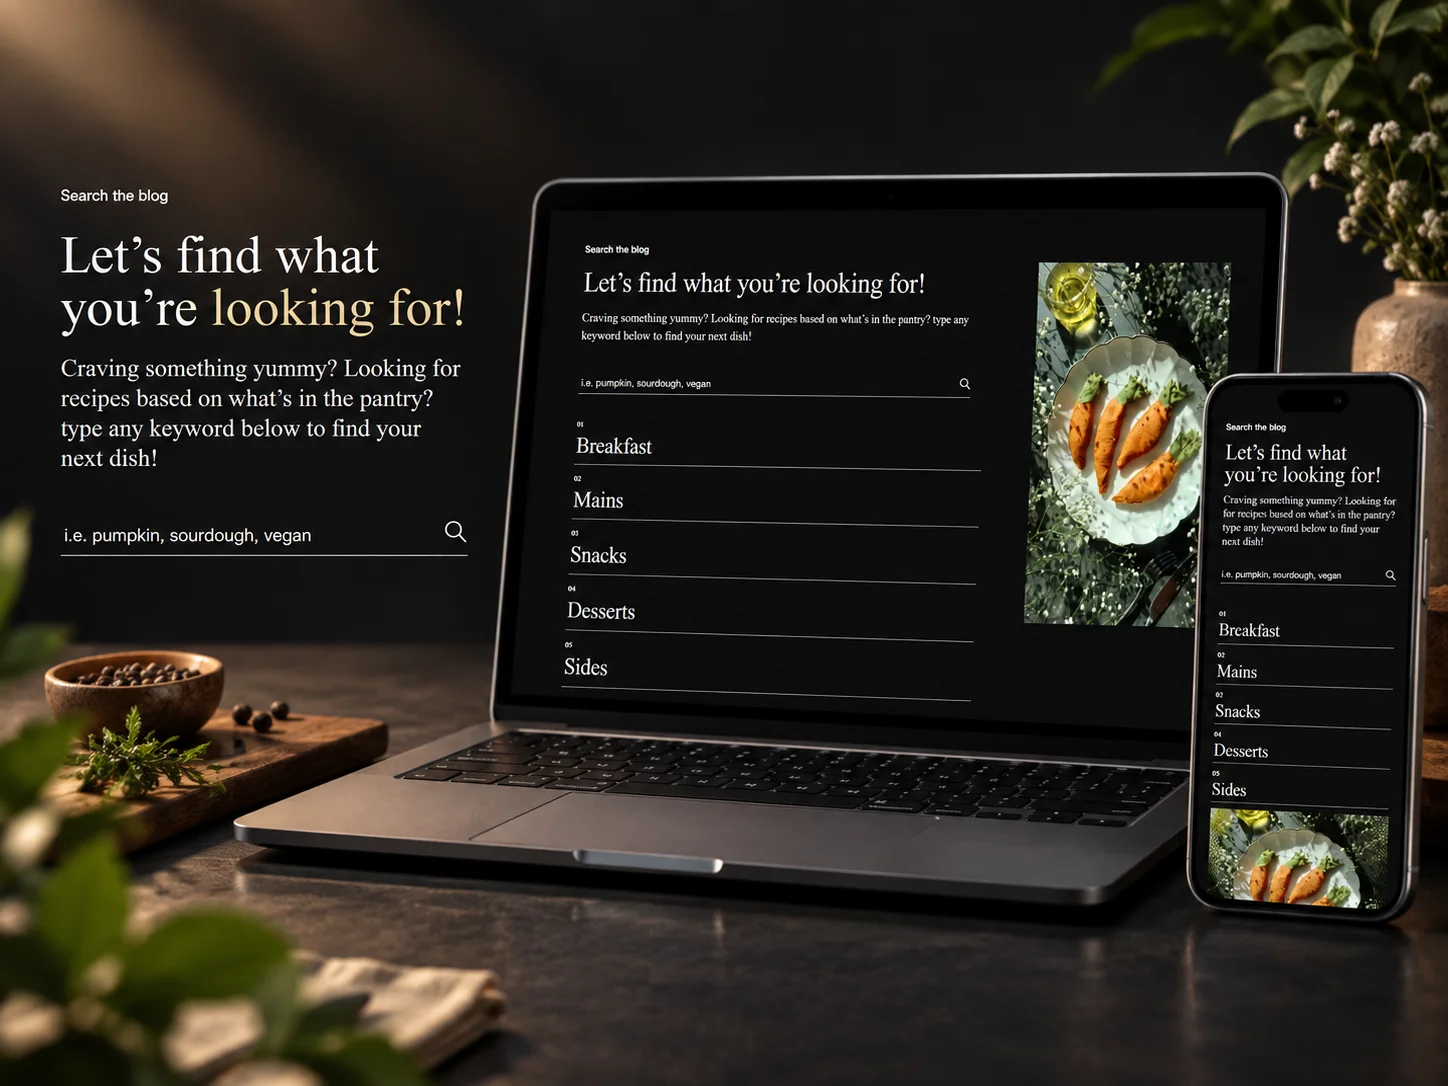 Search the blog
Let's find what
you're looking for!
Craving something yummy? Looking for
recipes based on what's in the pantry?
type any keyword below to find your
next dish!
i.e. pumpkin, sourdough, vegan
Search the blog
Let's find what you're looking for!
Craving something yummy? Looking for recipes based on what's in the pantry? type any
keyword below to find your next dish!
i.e. pumpkin, sourdough, vegan
01
Breakfast
02
Mains
03
Snacks
04
Desserts
05
Sides
Search the blog
Let's find what
you're looking for!
Craving something yummy? Looking for
for recipes based on what's in the pantry?
type any keyword below to find your
next dish!
i.e. pumpkin, sourdough, vegan
01
Breakfast
02
Mains
03
Snacks
04
Desserts
05
Sides